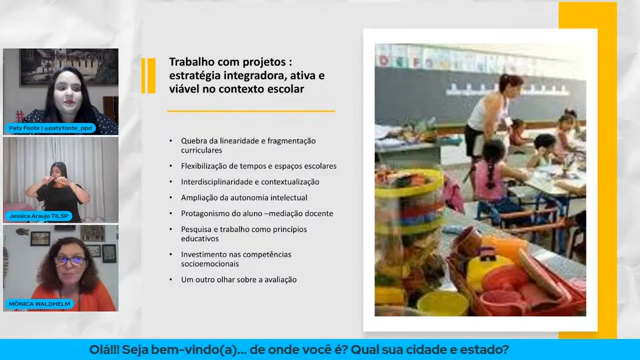 Trabalho com projetos :
estratégia integradora, ativa e
viável no contexto escolar
• Quebra da linearidade e fragmentação
curriculares
• Flexibilização de tempos e espaços escolares
• Interdisciplinaridade e contextualização
• Ampliação da autonomia intelectual
• Protagonismo do aluno –mediação docente
• Pesquisa e trabalho como princípios
educativos
• Investimento nas competências
socioemocionais
• Um outro olhar sobre a avaliação
Paty Fonte | @patyfonte_ppd
Jessica Araujo TILSP
MÔNICA WALDHELM
D E F
Olá!!! Seja bem-vindo(a)... de onde você é? Qual sua cidade e estado?